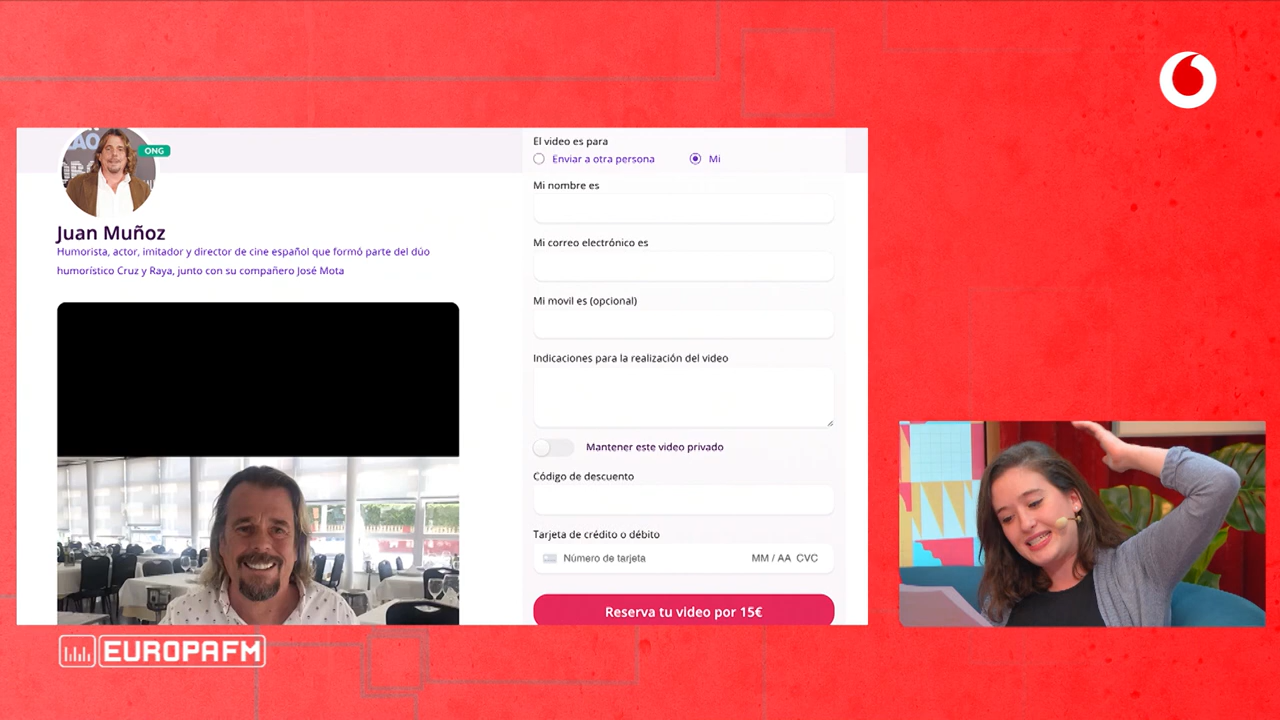 ONG
Juan Muñoz
Humorista, actor, imitador y director de cine español que formó parte del dúo
humorístico Cruz y Raya, junto con su compañero José Mota
El video es para
Enviar a otra persona
Mi
Mi nombre es
Mi correo electrónico es
Mi movil es (opcional)
Indicaciones para la realización del video
Mantener este video privado
Código de descuento
Tarjeta de crédito o débito
Número de tarjeta
MM / AA CVC
Reserva tu video por 15€
EUROPAFM